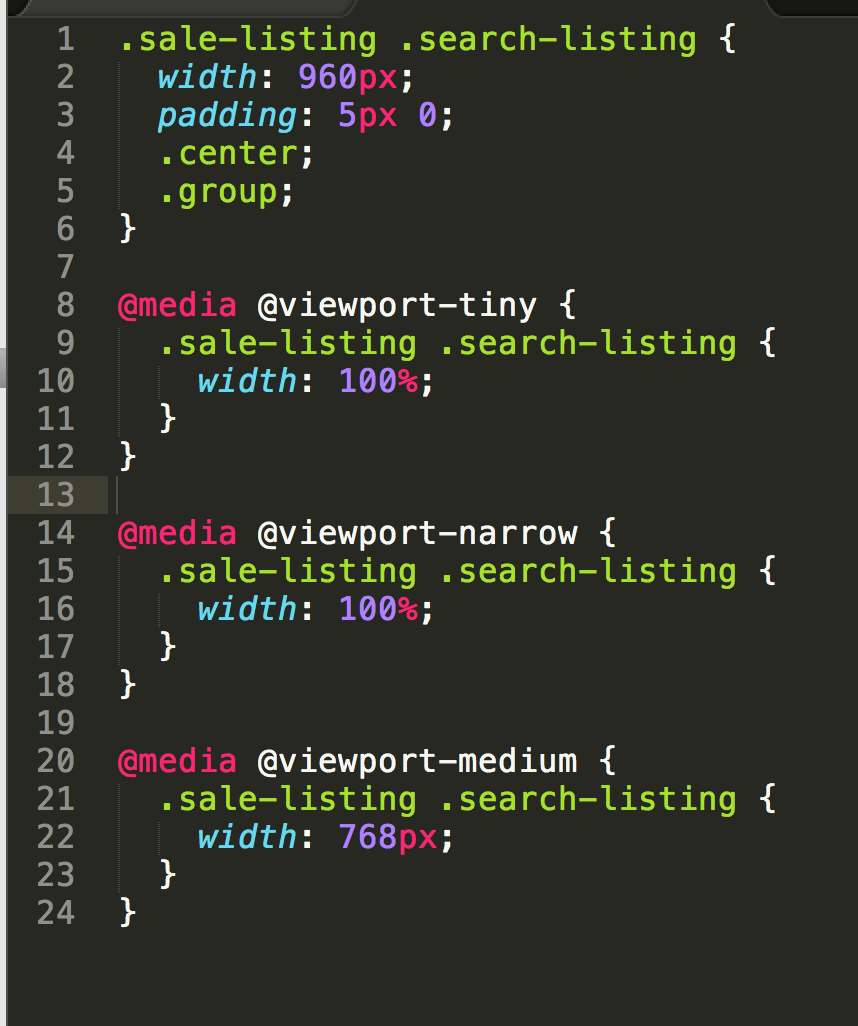 1 .sale-listing .search-listing {
2 width: 960px;
3 padding: 5px 0;
4 .center;
5 .group;
6 }
7
8 @media @viewport-tiny {
9 .sale-listing .search-listing {
10 width: 100%;
11 }
12 }
13
14 @media @viewport-narrow {
15 .sale-listing .search-listing {
16 width: 100%;
17 }
18 }
19
20 @media @viewport-medium {
21 .sale-listing .search-listing {
22 width: 768px;
23 }
24 }